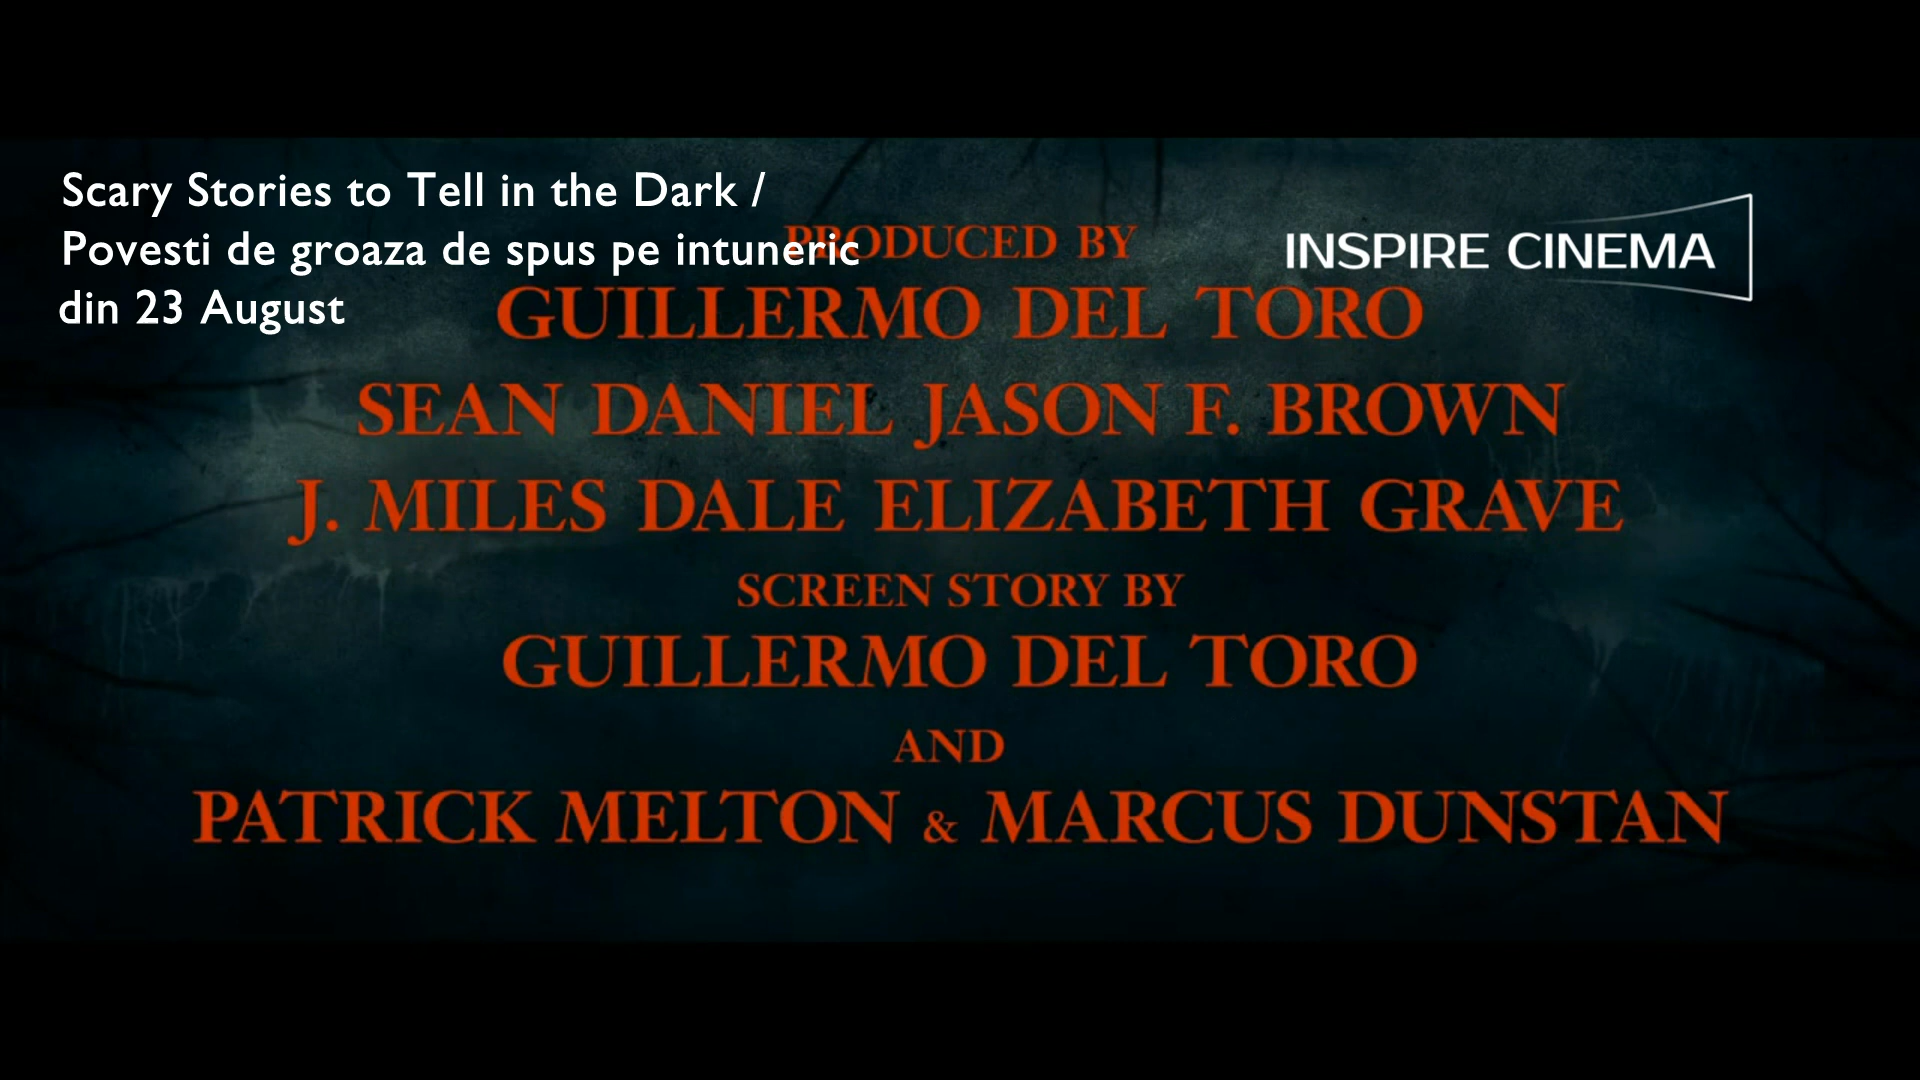 Scary Stories to Tell in the Dark /
Povesti de groaza de spus pe intuneric
din 23 August
INSPIRE CINEMA
PRODUCED BY
GUILLERMO DEL TORO
SEAN DANIEL JASON F. BROWN
J. MILES DALE ELIZABETH GRAVE
SCREEN STORY BY
GUILLERMO DEL TORO
AND
PATRICK MELTON & MARCUS DUNSTAN